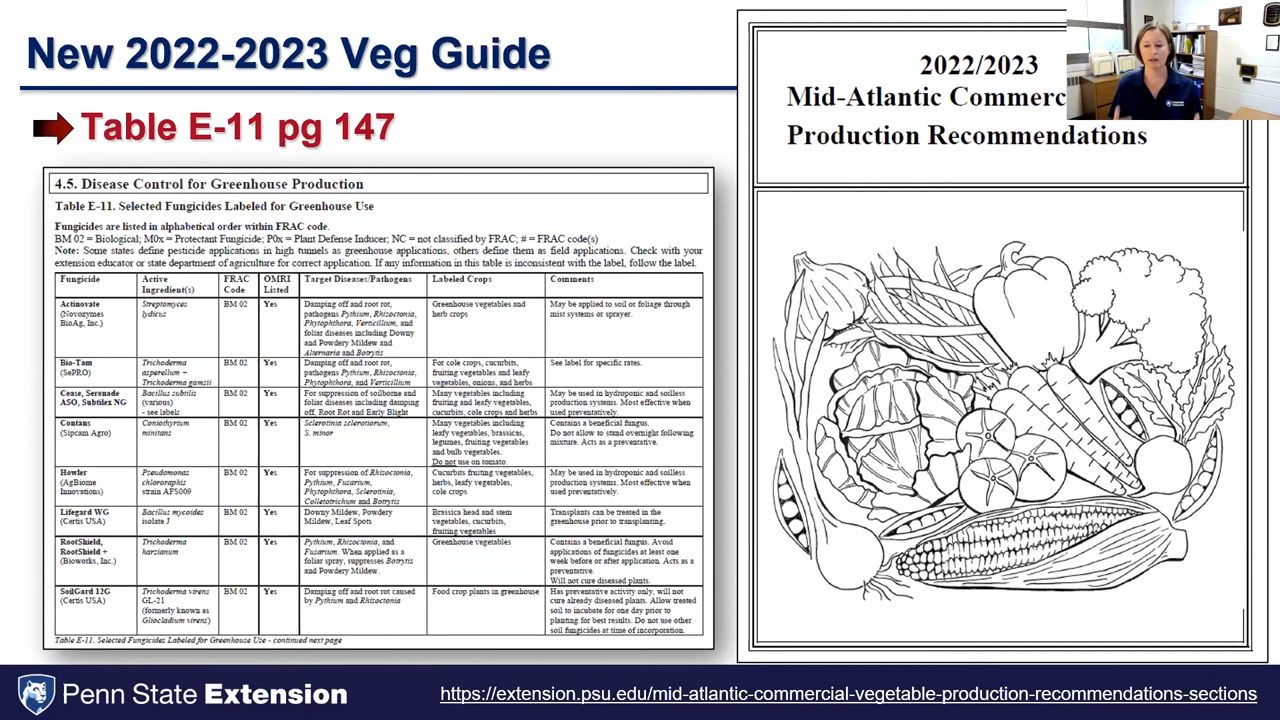 New 2022-2023 Veg Guide
Table E-11 pg 147
4.5. Disease Control for Greenhouse Production
Table E-11. Selected Fungicides Labeled for Greenhouse Use
Fungicides are listed in alphabetical order within FRAC code.
BM 02 = Biological; M0x = Protectant Fungicide; P0x = Plant Defense Inducer; NC = not classified by FRAC; # = FRAC code(s)
Note: Some states define pesticide applications in high tunnels as greenhouse applications, others define them as field applications. Check with your
extension educator or state department of agriculture for correct application. If any information in this table is inconsistent with the label, follow the label.
Fungicide Active Ingredient(s) FRAC Code OMRI Listed Target Diseases/Pathogens Labeled Crops Comments
Actinovate (Novozymes BioAg, Inc.) Streptomyces lydicus BM 02 Yes Damping off and root rot, pathogens Pythium, Rhizoctonia, Phytophthora, Verticillium, and foliar diseases including Downy and Powdery Mildew and Alternaria and Botrytis Greenhouse vegetables and herb crops May be applied to soil or foliage through mist systems or sprayer.
Bio-Tam (SePRO) Trichoderma asperellum + Trichoderma gamsii BM 02 Yes Damping off and root rot, pathogens Pythium, Rhizoctonia, Phytophthora, and Verticillium For cole crops, cucurbits, fruiting vegetables and leafy vegetables, onions, and herbs See label for specific rates.
Cease, Serenade ASO, Subtilex NG Bacillus subtilis (various) - see labels BM 02 Yes For suppression of soilborne and foliar diseases including damping off, Root Rot and Early Blight Many vegetables including fruiting and leafy vegetables, cucurbits, cole crops and herbs May be used in hydroponic and soilless production systems. Most effective when used preventatively.
Contans (Sipcam Agro) Coniothyrium minitans BM 02 Yes Sclerotinia sclerotiorum, S. minor Many vegetables including leafy vegetables, brassicas, legumes, fruiting vegetables and bulb vegetables. Do not use on tomato. Contains a beneficial fungus. Do not allow to stand overnight following mixture. Acts as a preventative.
Howler (AgBiome Innovations) Pseudomonas chlororaphis strain AFS009 BM 02 Yes For suppression of Rhizoctonia, Pythium, Fusarium, Phytophthora, Sclerotinia, Colletotrichum and Botrytis Cucurbits fruiting vegetables, herbs, leafy vegetables, cole crops May be used in hydroponic and soilless production systems. Most effective when used preventatively.
Lifegard WG (Certis USA) Bacillus mycoides isolate J BM 02 Yes Downy Mildew, Powdery Mildew, Leaf Spots Brassica head and stem vegetables, cucurbits, fruiting vegetables Transplants can be treated in the greenhouse prior to transplanting.
RootShield, RootShield + (Bioworks, Inc.) Trichoderma harzianum BM 02 Yes Pythium, Rhizoctonia, and Fusarium. When applied as a foliar spray, suppresses Botrytis and Powdery Mildew. Greenhouse vegetables Contains a beneficial fungus. Avoid applications of fungicides at least one week before or after application. Acts as a preventative. Will not cure diseased plants.
SoilGard 12G (Certis USA) Trichoderma virens GL-21 (formerly known as Gliocladium virens) BM 02 Yes Damping off and root rot caused by Pythium and Rhizoctonia Food crop plants in greenhouse Has preventative activity only, will not cure already diseased plants. Allow treated soil to incubate for one day prior to planting for best results. Do not use other soil fungicides at time of incorporation.
Table E-11. Selected Fungicides Labeled for Greenhouse Use - continued next page
2022/2023
Mid-Atlantic Commerc
Production Recommendations
Penn State Extension
https://extension.psu.edu/mid-atlantic-commercial-vegetable-production-recommendations-sections